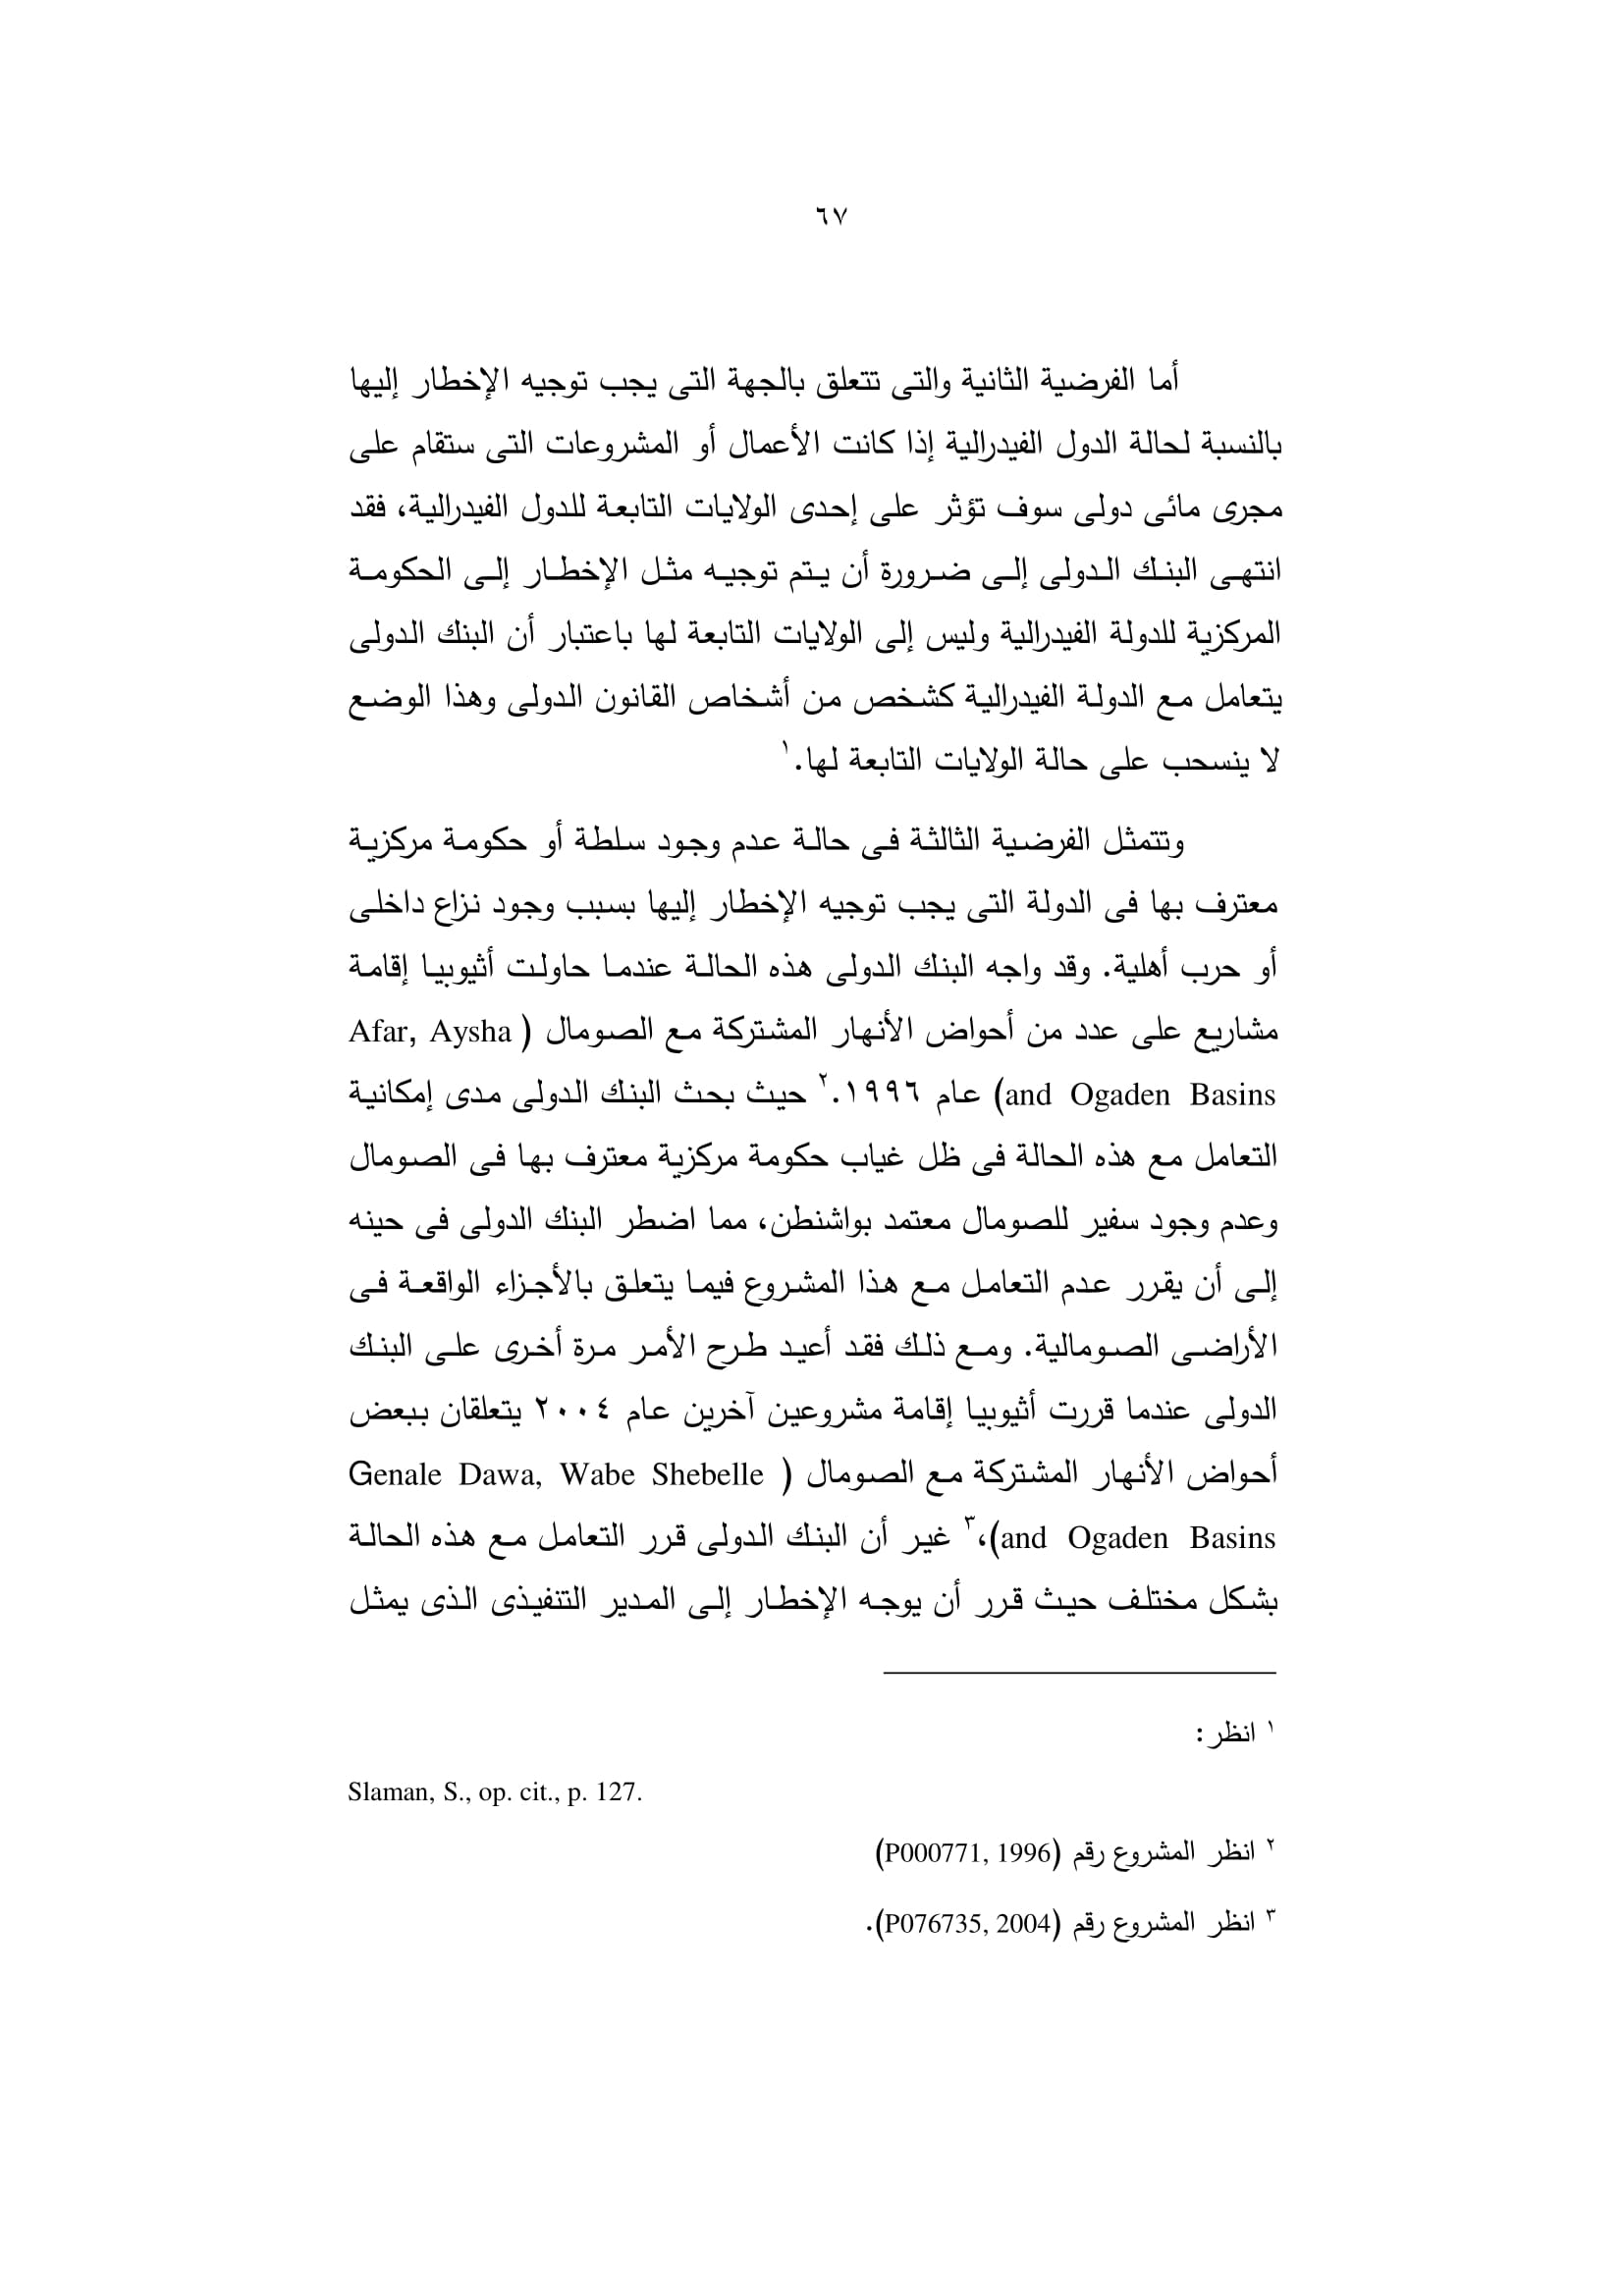 ٦٧
أما الفرضية الثانية والتى تتعلق بالجهة التى يجب توجيه الإخطار إليها
بالنسبة لحالة الدول الفيدرالية إذا كانت الأعمال أو المشروعات التى ستقام على
مجرى مائى دولى سوف تؤثر على إحدى الولايات التابعة للدول الفيدرالية، فقد
انتهى البنك الدولى إلى ضرورة أن يتم توجيه مثل الإخطار إلى الحكومة
المركزية للدولة الفيدرالية وليس إلى الولايات التابعة لها باعتبار أن البنك الدولى
يتعامل مع الدولة الفيدرالية كشخص من أشخاص القانون الدولى وهذا الوضع
لا ينسحب على حالة الولايات التابعة لها.١
وتتمثل الفرضية الثالثة فى حالة عدم وجود سلطة أو حكومة مركزية
معترف بها فى الدولة التى يجب توجيه الإخطار إليها بسبب وجود نزاع داخلى
أو حرب أهلية. وقد واجه البنك الدولى هذه الحالة عندما حاولت أثيوبيا إقامة
مشاريع على عدد من أحواض الأنهار المشتركة مع الصومال (Afar, Aysha
and Ogaden Basins) عام ١٩٩٦.٢ حيث بحث البنك الدولى مدى إمكانية
التعامل مع هذه الحالة فى ظل غياب حكومة مركزية معترف بها فى الصومال
وعدم وجود سفير للصومال معتمد بواشنطن، مما اضطر البنك الدولى فى حينه
إلى أن يقرر عدم التعامل مع هذا المشروع فيما يتعلق بالأجزاء الواقعة فى
الأراضى الصومالية. ومع ذلك فقد أعيد طرح الأمر مرة أخرى على البنك
الدولى عندما قررت أثيوبيا إقامة مشروعين آخرين عام ٢٠٠٤ يتعلقان ببعض
أحواض الأنهار المشتركة مع الصومال (Genale Dawa, Wabe Shebelle
and Ogaden Basins)،٣ غير أن البنك الدولى قرر التعامل مع هذه الحالة
بشكل مختلف حيث قرر أن يوجه الإخطار إلى المدير التنفيذى الذى يمثل
١ انظر:
Slaman, S., op. cit., p. 127.
٢ انظر المشروع رقم (P000771, 1996)
٣ انظر المشروع رقم (P076735, 2004).